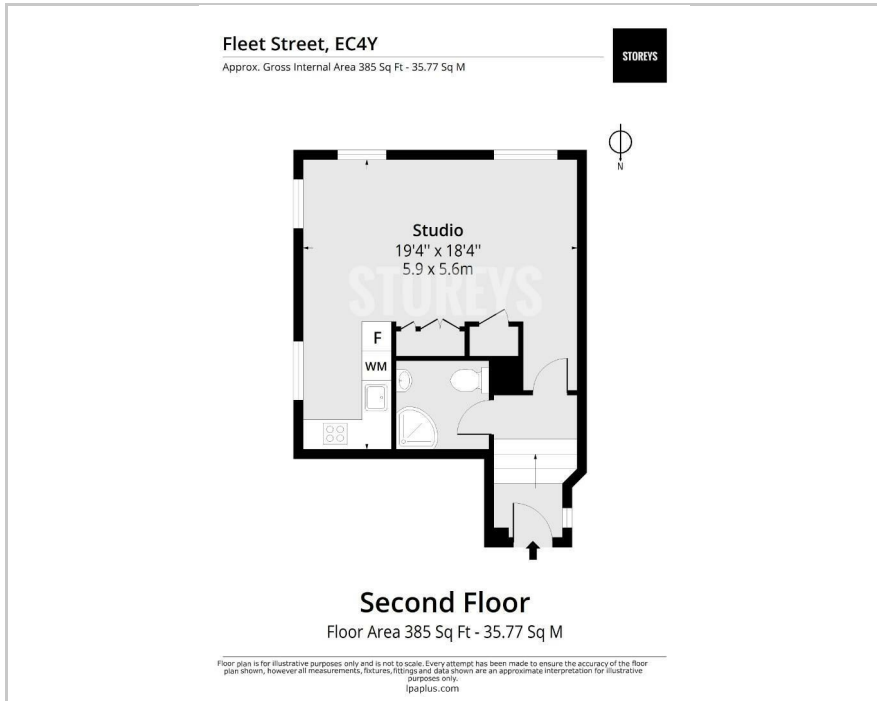 Fleet Street, EC4Y
Approx. Gross Internal Area 385 Sq Ft - 35.77 Sq M
STOREYS
N
Studio
19'4" x 18'4"
5.9 x 5.6m
STOREYS
F
WM
Second Floor
Floor Area 385 Sq Ft - 35.77 Sq M
Floor plan is for illustrative purposes only and is not to scale. Every attempt has been made to ensure the accuracy of the floor
plan shown, however all measurements, fixtures, fittings and data shown are an approximate interpretation for illustrative
purposes only.
lpaplus.com